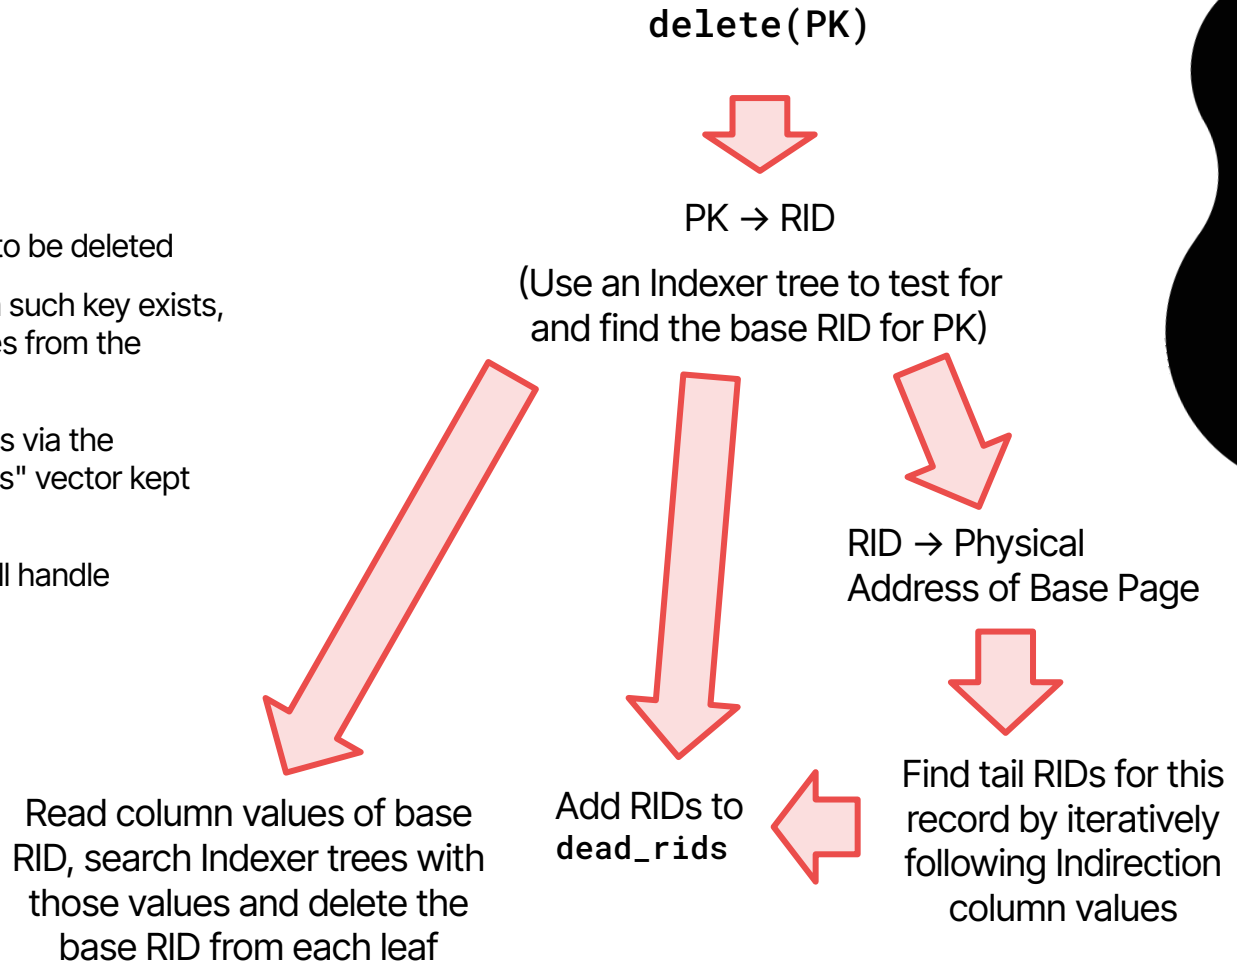 delete(PK)
to be deleted
such key exists,
from the
via the
vector kept
handle
PK → RID
(Use an Indexer tree to test for
and find the base RID for PK)
RID → Physical
Address of Base Page
Find tail RIDs for this
record by iteratively
following Indirection
column values
Add RIDs to
dead_rids
Read column values of base
RID, search Indexer trees with
those values and delete the
base RID from each leaf